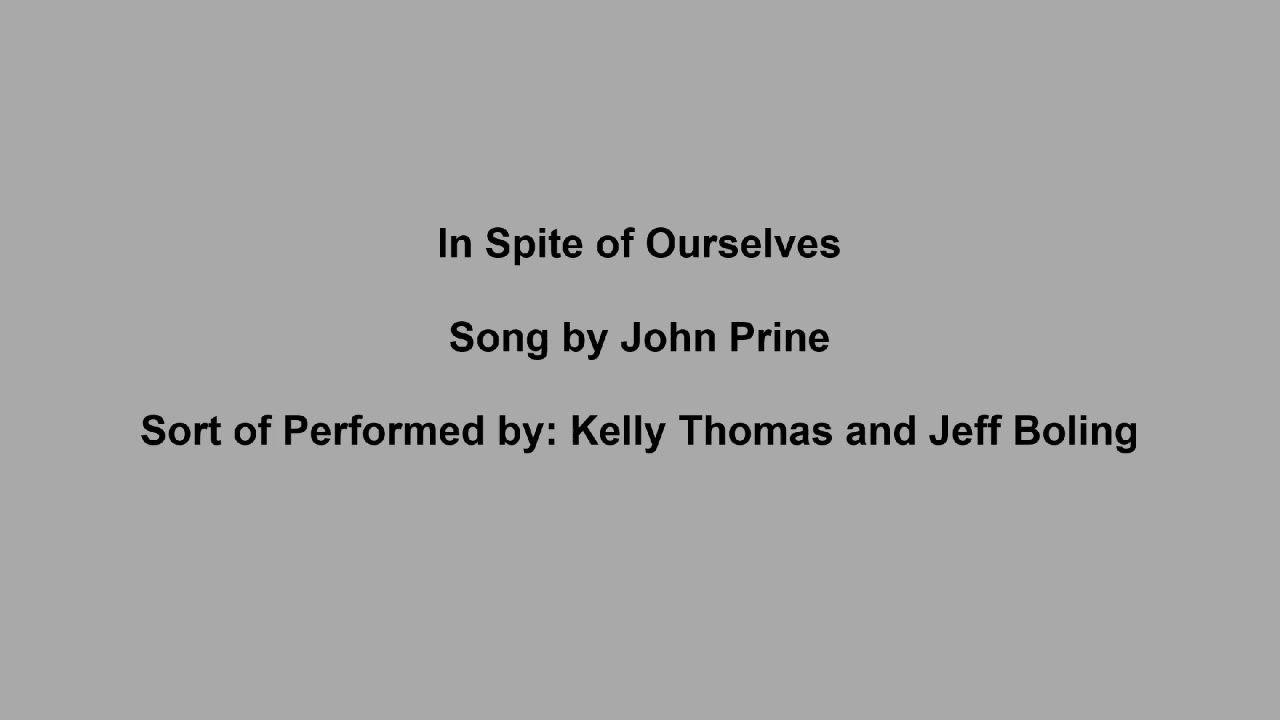 In Spite of Ourselves
Song by John Prine
Sort of Performed by: Kelly Thomas and Jeff Boling